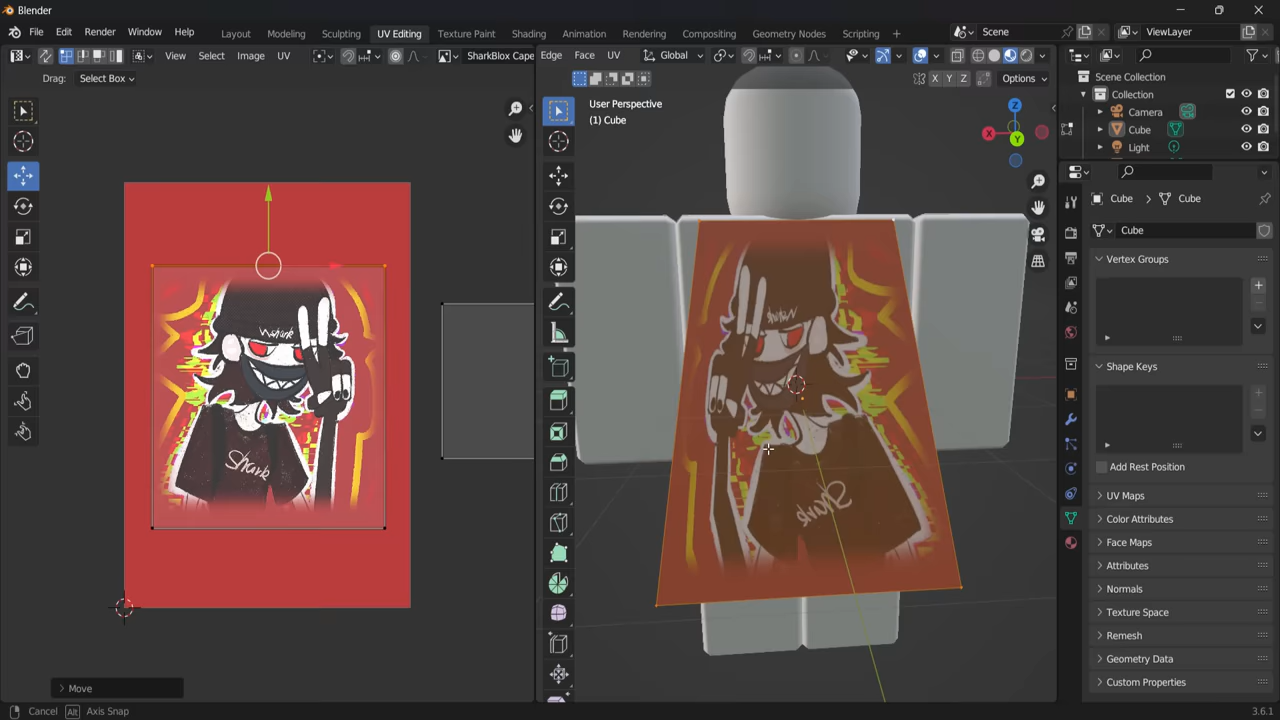 Blender
File Edit Render Window Help Layout Modeling Sculpting UV Editing Texture Paint Shading Animation Rendering Compositing Geometry Nodes Scripting Scene ViewLayer
View Select Image UV SharkBlox Cape Edge Face UV Global
Drag: Select Box X Y Z Options
User Perspective
(1) Cube
Z
X
Y
Scene Collection
Collection
Camera
Cube
Light
Cube Cube
Cube
Vertex Groups
Shape Keys
Add Rest Position
UV Maps
Color Attributes
Face Maps
Attributes
Normals
Texture Space
Remesh
Geometry Data
Custom Properties
Shark
Shark
Move
Cancel Alt Axis Snap 3.6.1